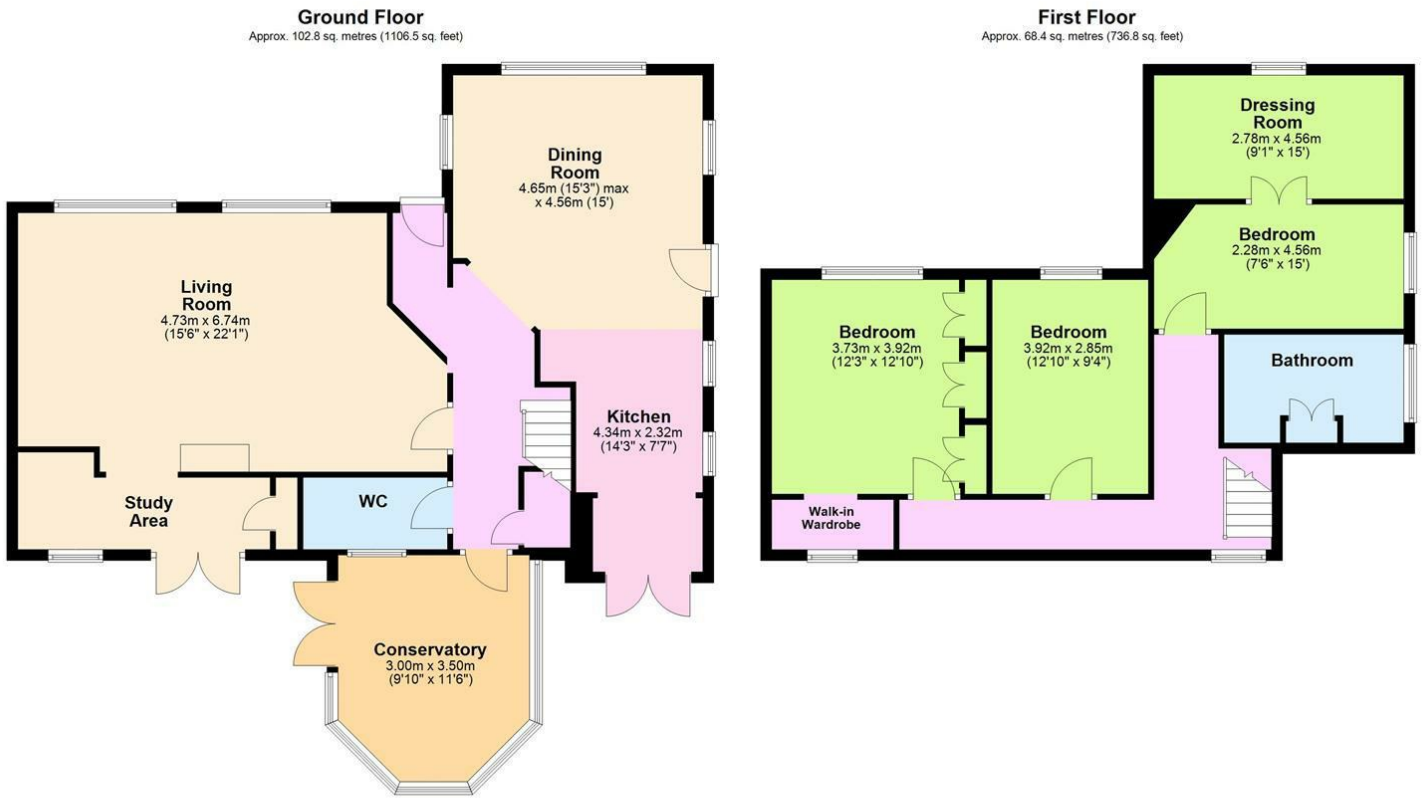 Ground Floor
Approx. 102.8 sq. metres (1106.5 sq. feet)
Dining
Room
4.65m (15'3") max
x 4.56m (15')
Living
Room
4.73m x 6.74m
(15'6" x 22'1")
Kitchen
4.34m x 2.32m
(14'3" x 7'7")
Study
Area
WC
Conservatory
3.00m x 3.50m
(9'10" x 11'6")
First Floor
Approx. 68.4 sq. metres (736.8 sq. feet)
Dressing
Room
2.78m x 4.56m
(9'1" x 15')
Bedroom
2.28m x 4.56m
(7'6" x 15')
Bedroom
3.73m x 3.92m
(12'3" x 12'10")
Bedroom
3.92m x 2.85m
(12'10" x 9'4")
Bathroom
Walk-in
Wardrobe